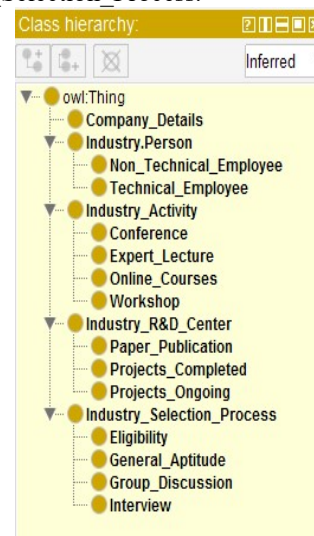 Class hierarchy:
Inferred
owl:Thing
Company_Details
Industry.Person
Non_Technical_Employee
Technical_Employee
Industry_Activity
Conference
Expert_Lecture
Online_Courses
Workshop
Industry_R&D_Center
Paper_Publication
Projects_Completed
Projects_Ongoing
Industry_Selection_Process
Eligibility
General_Aptitude
Group_Discussion
Interview